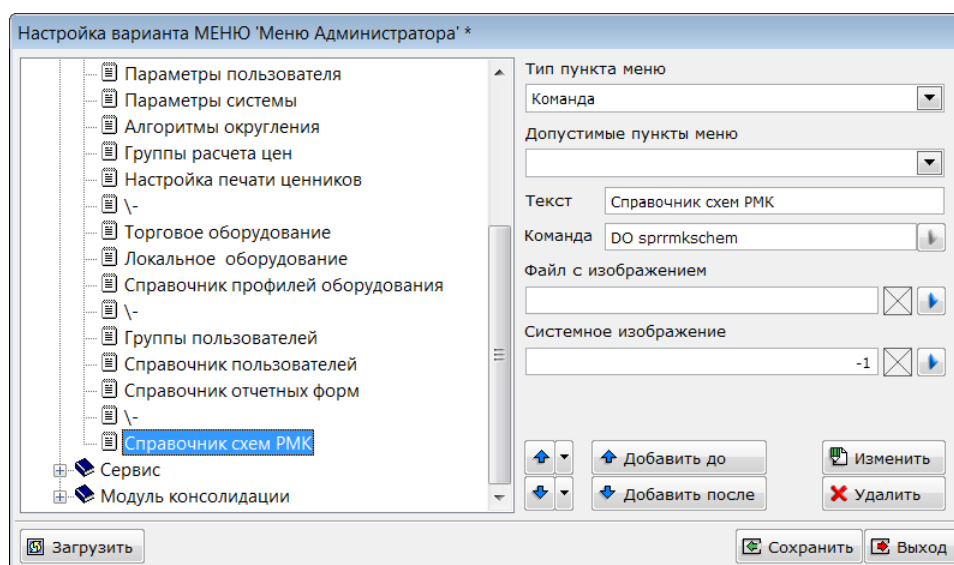 Настройка варианта МЕНЮ 'Меню Администратора' *
Параметры пользователя
Параметры системы
Алгоритмы округления
Группы расчета цен
Настройка печати ценников
\-
Торговое оборудование
Локальное  оборудование
Справочник профилей оборудования
\-
Группы пользователей
Справочник пользователей
Справочник отчетных форм
\-
Справочник схем РМК
Сервис
Модуль консолидации
Тип пункта меню
Команда
Допустимые пункты меню
Текст Справочник схем РМК
Команда DO sprrmkschem
Файл с изображением
Системное изображение
-1
Добавить до Изменить
Добавить после Удалить
Загрузить Сохранить Выход